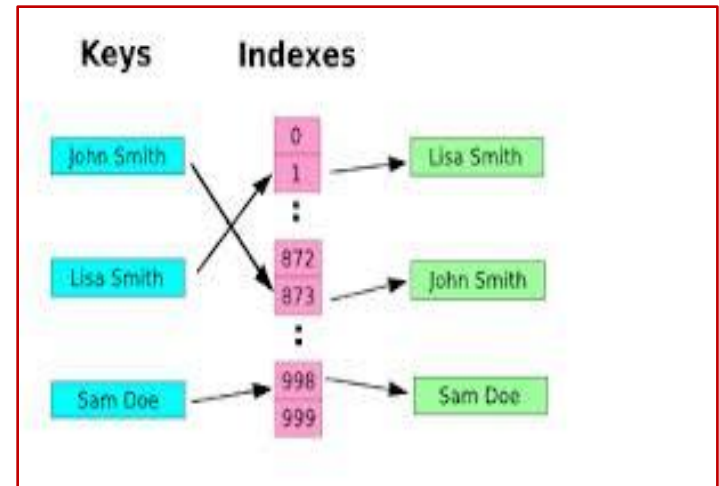 Keys Indexes
0
John Smith Lisa Smith
1
:
872
Lisa Smith John Smith
873
:
998
Sam Doe Sam Doe
999